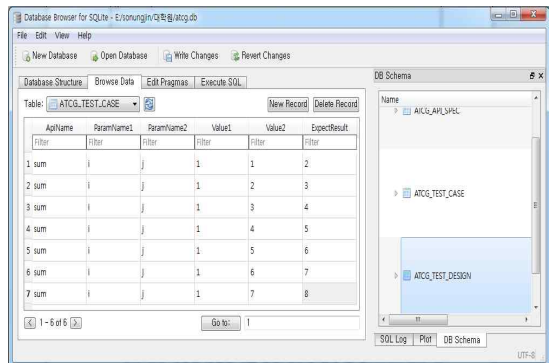 Database Browser for SQLite - E:/sonungjin/대학원/atcg.db
File Edit View Help
New Database Open Database Write Changes Revert Changes
Database Structure Browse Data Edit Pragmas Execute SQL
Table: ATCG_TEST_CASE New Record Delete Record
ApiName ParamName1 ParamName2 Value1 Value2 ExpectResult
Filter Filter Filter Filter Filter Filter
1 sum i j 1 1 2
2 sum i j 1 2 3
3 sum i j 1 3 4
4 sum i j 1 4 5
5 sum i j 1 5 6
6 sum i j 1 6 7
7 sum i j 1 7 8
< 1 - 6 of 6 > Go to: 1
DB Schema
Name
ATCG_API_SPEC
ATCG_TEST_CASE
ATCG_TEST_DESIGN
SQL Log Plot DB Schema
UTF-8